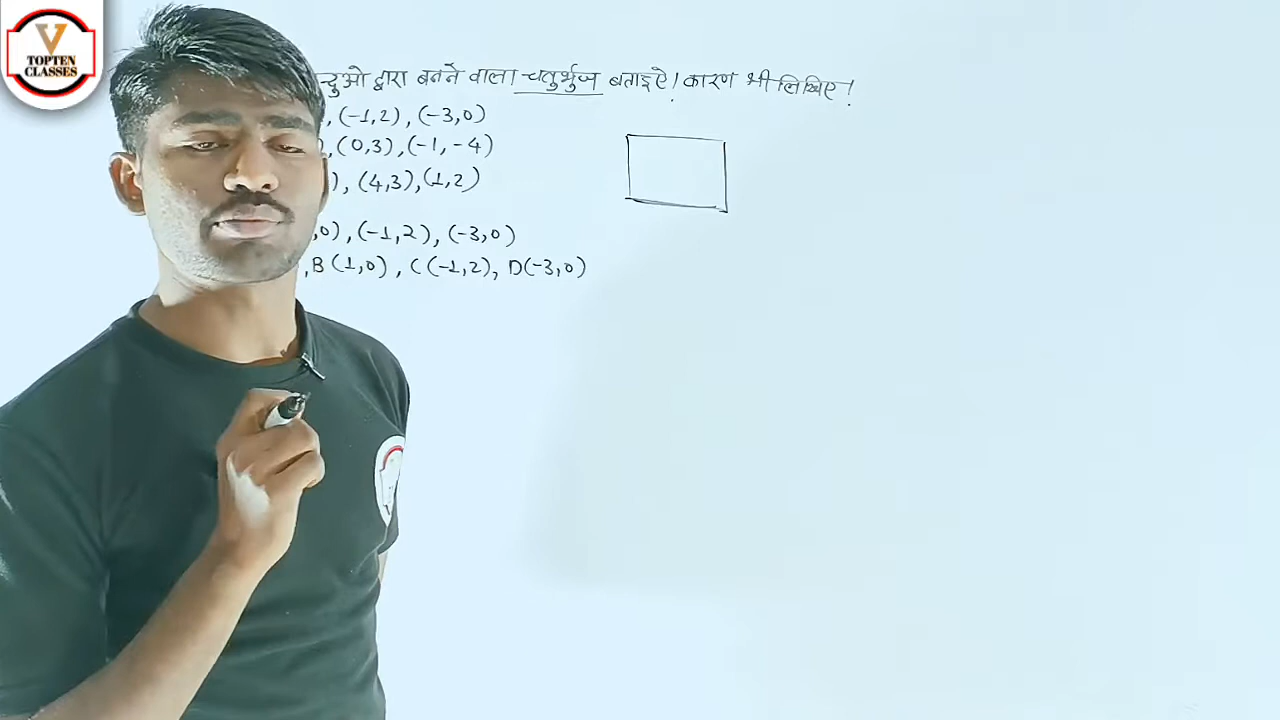 V
TOPTEN
CLASSES
द्वारा बनने वाला चतुर्भुज बताइऐ! कारण भी लिखिए!
, (-1,2), (-3,0)
, (0,3), (-1,-4)
), (4,3), (1,2)
,0), (-1,2), (-3,0)
, B(1,0), C(-1,2), D(-3,0)